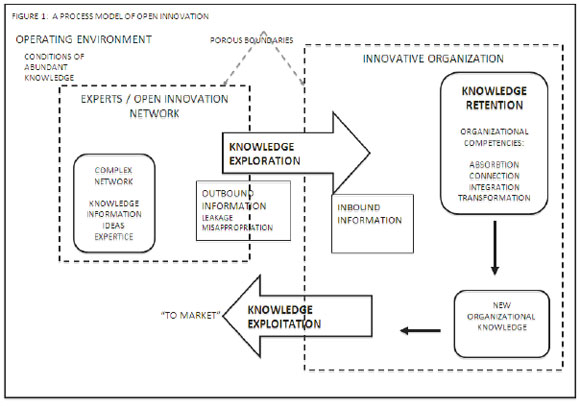 FIGURE 1: A PROCESS MODEL OF OPEN INNOVATION
OPERATING ENVIRONMENT
CONDITIONS OF
ABUNDANT
KNOWLEDGE
POROUS BOUNDARIES
EXPERTS / OPEN INNOVATION
NETWORK
COMPLEX
NETWORK
KNOWLEDGE
INFORMATION
IDEAS
EXPERTICE
KNOWLEDGE
EXPLORATION
OUTBOUND
INFORMATION
LEAKAGE
MISAPPROPRIATION
INNOVATIVE ORGANIZATION
INBOUND
INFORMATION
KNOWLEDGE
RETENTION
ORGANIZATIONAL
COMPETENCIES:
ABSORBTION
CONNECTION
INTEGRATION
TRANSFORMATION
NEW
ORGANIZATIONAL
KNOWLEDGE
KNOWLEDGE
EXPLOITATION
"TO MARKET"